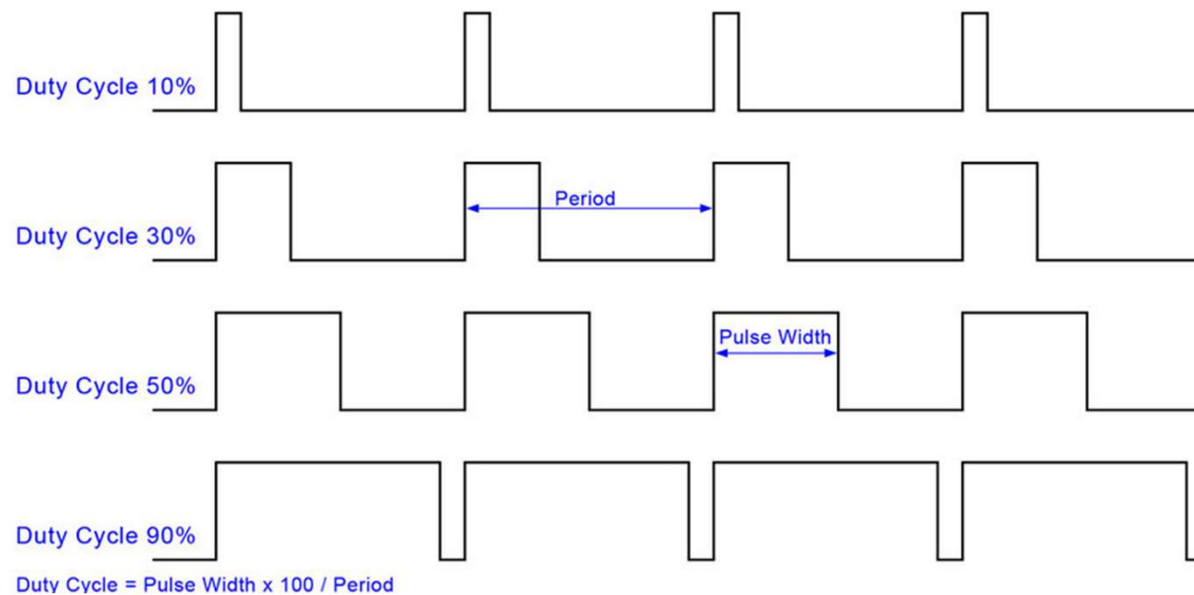 Duty Cycle 10%
Period
Duty Cycle 30%
Pulse Width
Duty Cycle 50%
Duty Cycle 90%
Duty Cycle = Pulse Width x 100 / Period